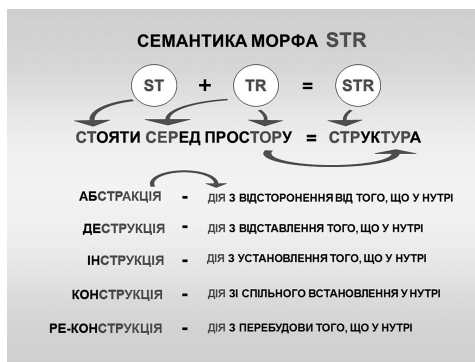 СЕМАНТИКА МОРФА STR
ST + TR = STR
СТОЯТИ СЕРЕД ПРОСТОРУ = СТРУКТУРА
АБСТРАКЦІЯ - ДІЯ З ВІДСТОРОНЕННЯ ВІД ТОГО, ЩО У НУТРІ
ДЕСТРУКЦІЯ - ДІЯ З ВІДСТАВЛЕННЯ ТОГО, ЩО У НУТРІ
ІНСТРУКЦІЯ - ДІЯ З УСТАНОВЛЕННЯ ТОГО, ЩО У НУТРІ
КОНСТРУКЦІЯ - ДІЯ ЗІ СПІЛЬНОГО ВСТАНОВЛЕННЯ У НУТРІ
РЕ-КОНСТРУКЦІЯ - ДІЯ З ПЕРЕБУДОВИ ТОГО, ЩО У НУТРІ